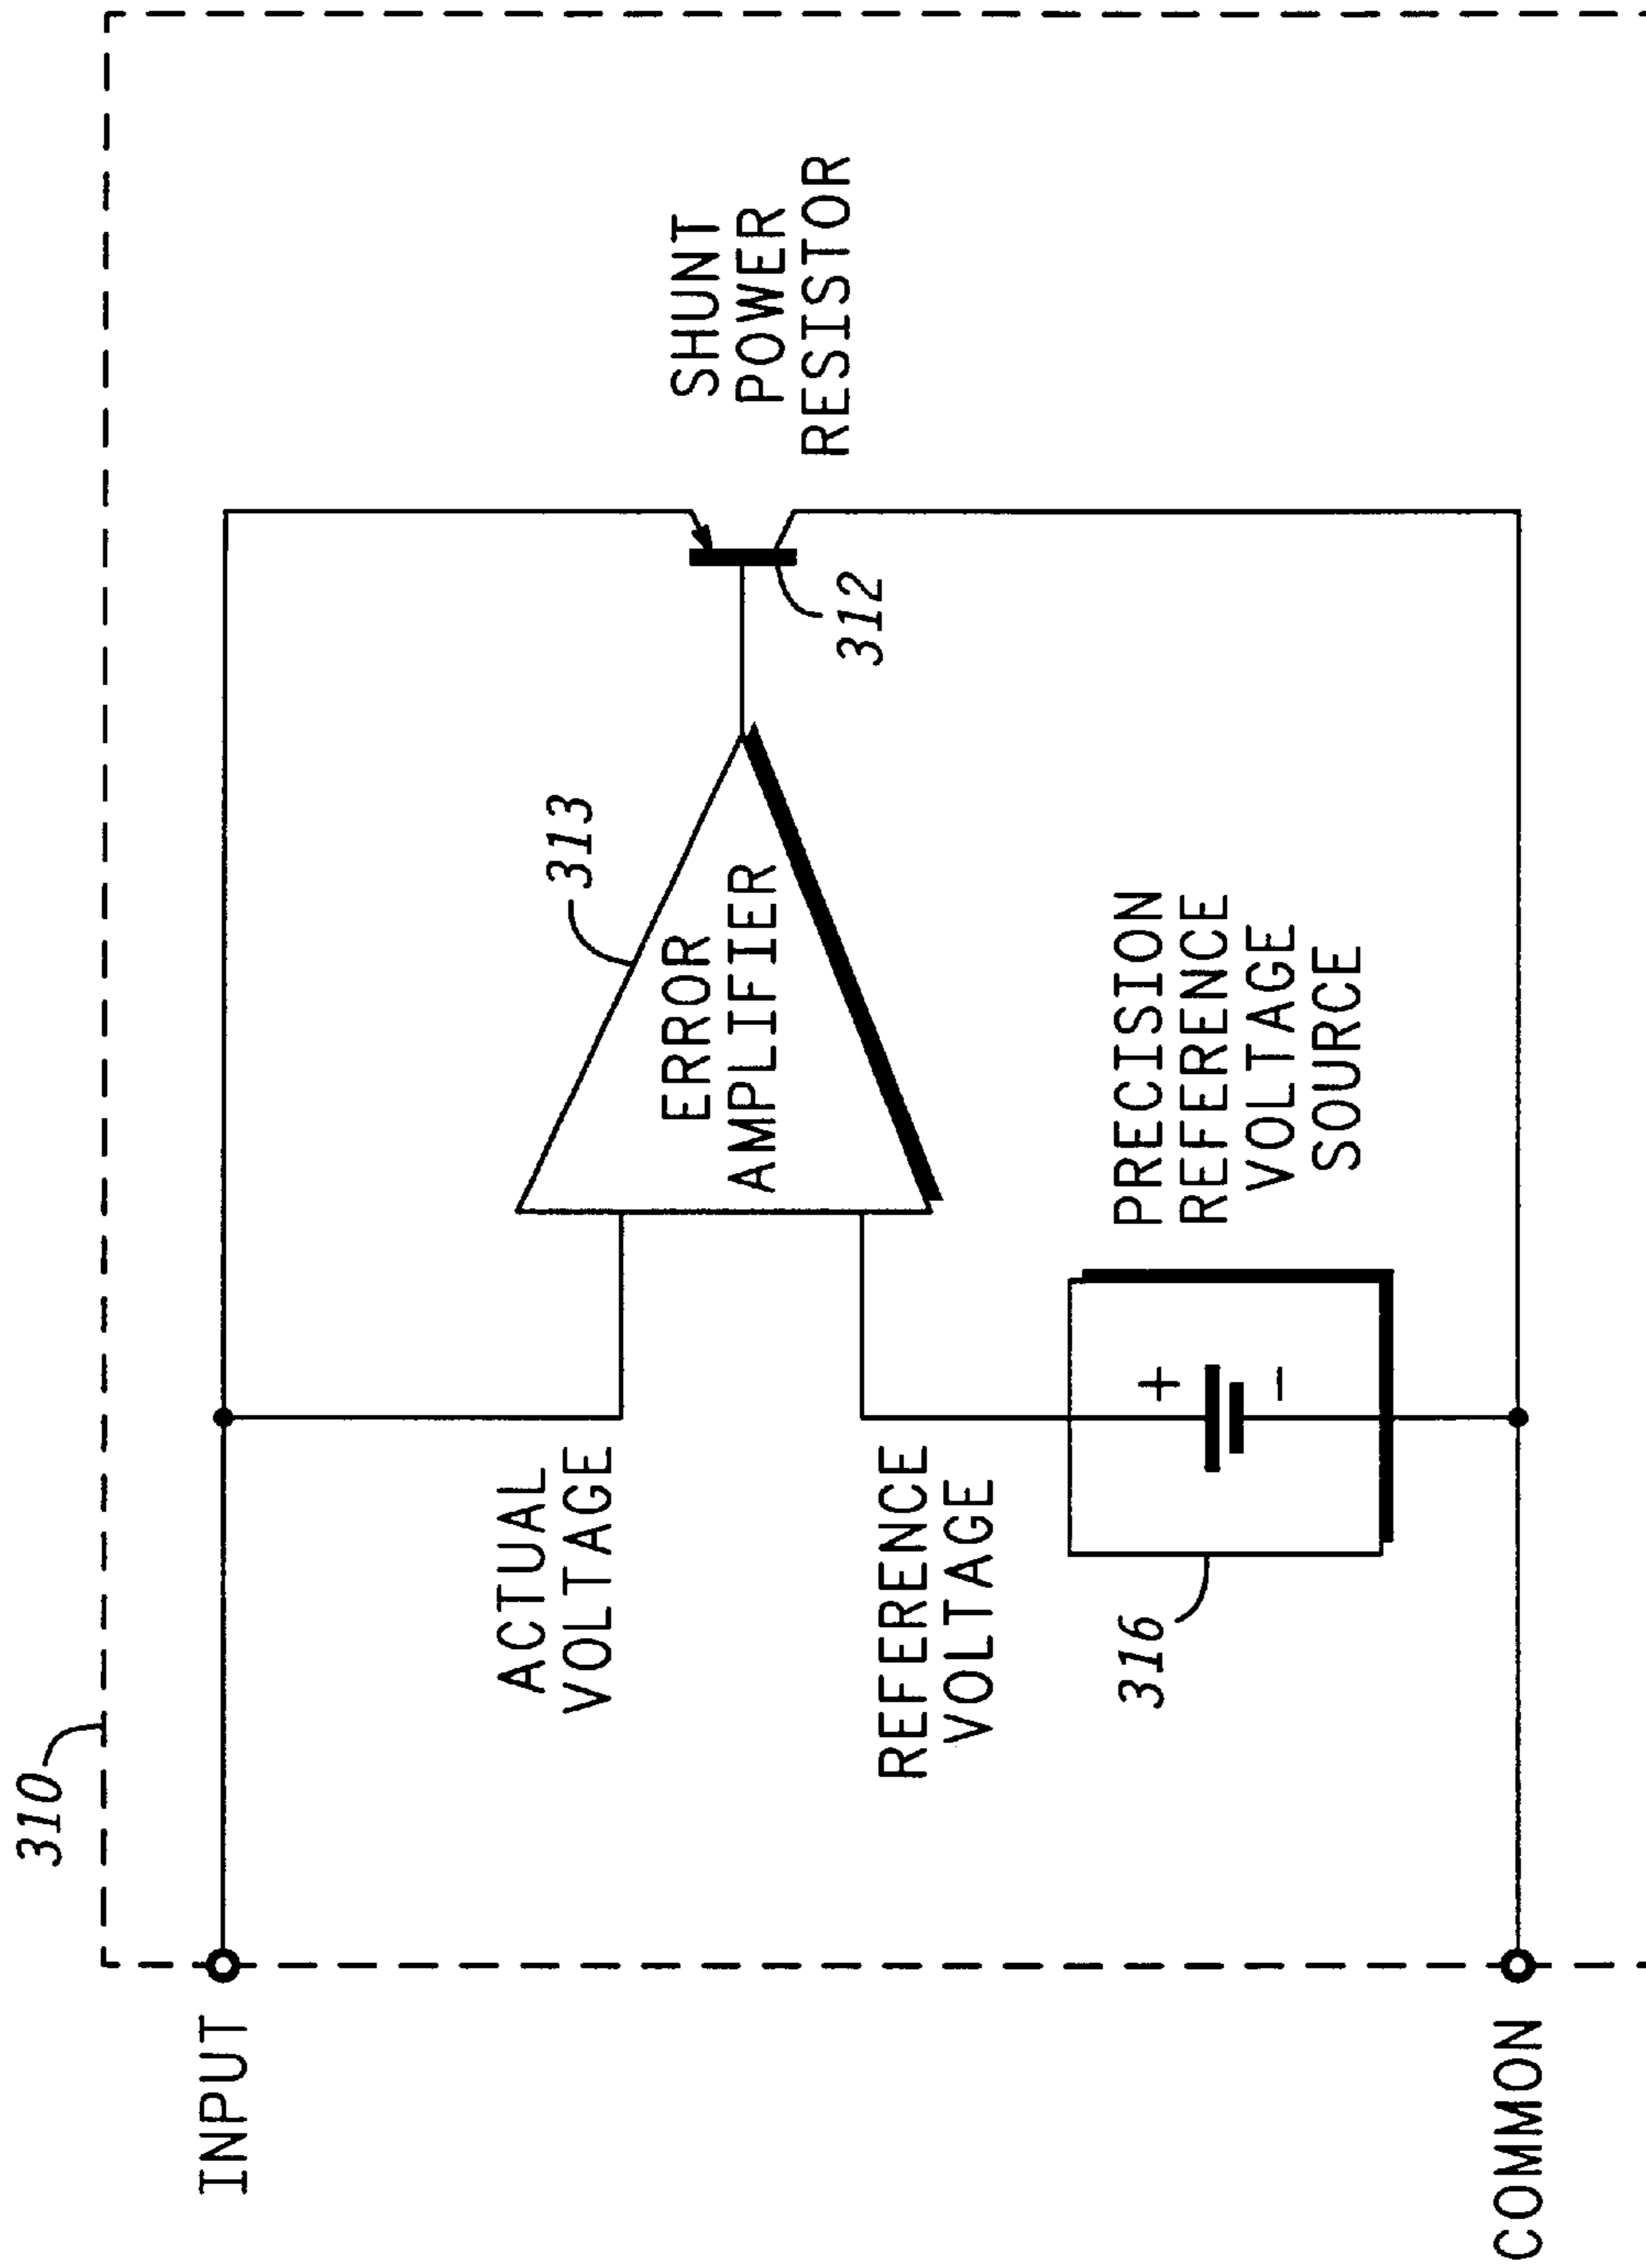 310
INPUT
ACTUAL
VOLTAGE
313
ERROR
AMPLIFIER
SHUNT
POWER
RESISTOR
312
REFERENCE
VOLTAGE
316
+
-
PRECISION
REFERENCE
VOLTAGE
SOURCE
COMMON